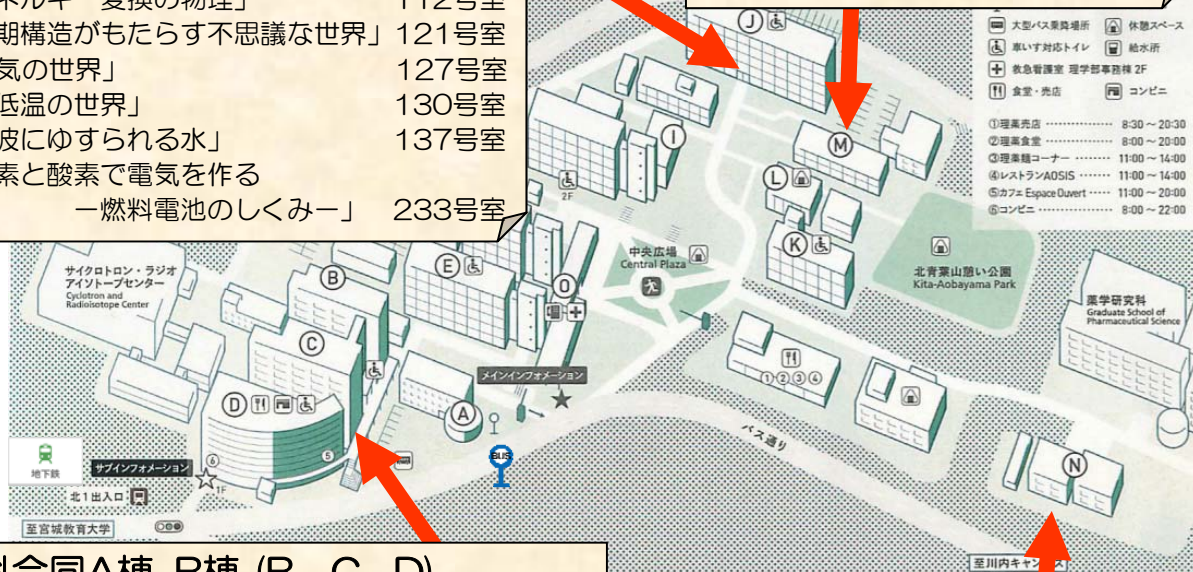 ネルギー変換の物理」 112号室
期構造がもたらす不思議な世界」121号室
気の世界」 127号室
低温の世界」 130号室
波にゆすられる水」 137号室
素と酸素で電気を作る
ー燃料電池のしくみー」 233号室
大型バス乗降場所 休憩スペース
車いす対応トイレ 給水所
救急看護室 理学部事務棟 2F
食堂・売店 コンビニ
①理薬売店 8:30 ~ 20:30
②理薬食堂 8:00 ~ 20:00
③理薬麺コーナー 11:00 ~ 14:00
④レストランAOSIS 11:00 ~ 14:00
⑤カフェ Espace Ouvert 11:00 ~ 20:00
⑥コンビニ 8:00 ~ 22:00
J
I
M
L
K
2F
中央広場
Central Plaza
北青葉山憩い公園
Kita-Aobayama Park
薬学研究科
Graduate School of
Pharmaceutical Science
サイクロトロン・ラジオ
アイソトープセンター
Cyclotron and
Radioisotope Center
B
E
O
C
D
A
メインインフォメーション
①②③④
バス通り
BUS
N
地下鉄
サブインフォメーション
⑥
1F
⑤
北1出入口
至宮城教育大学
至川内キャンパス
科合同A棟, B棟 (B, C, D)